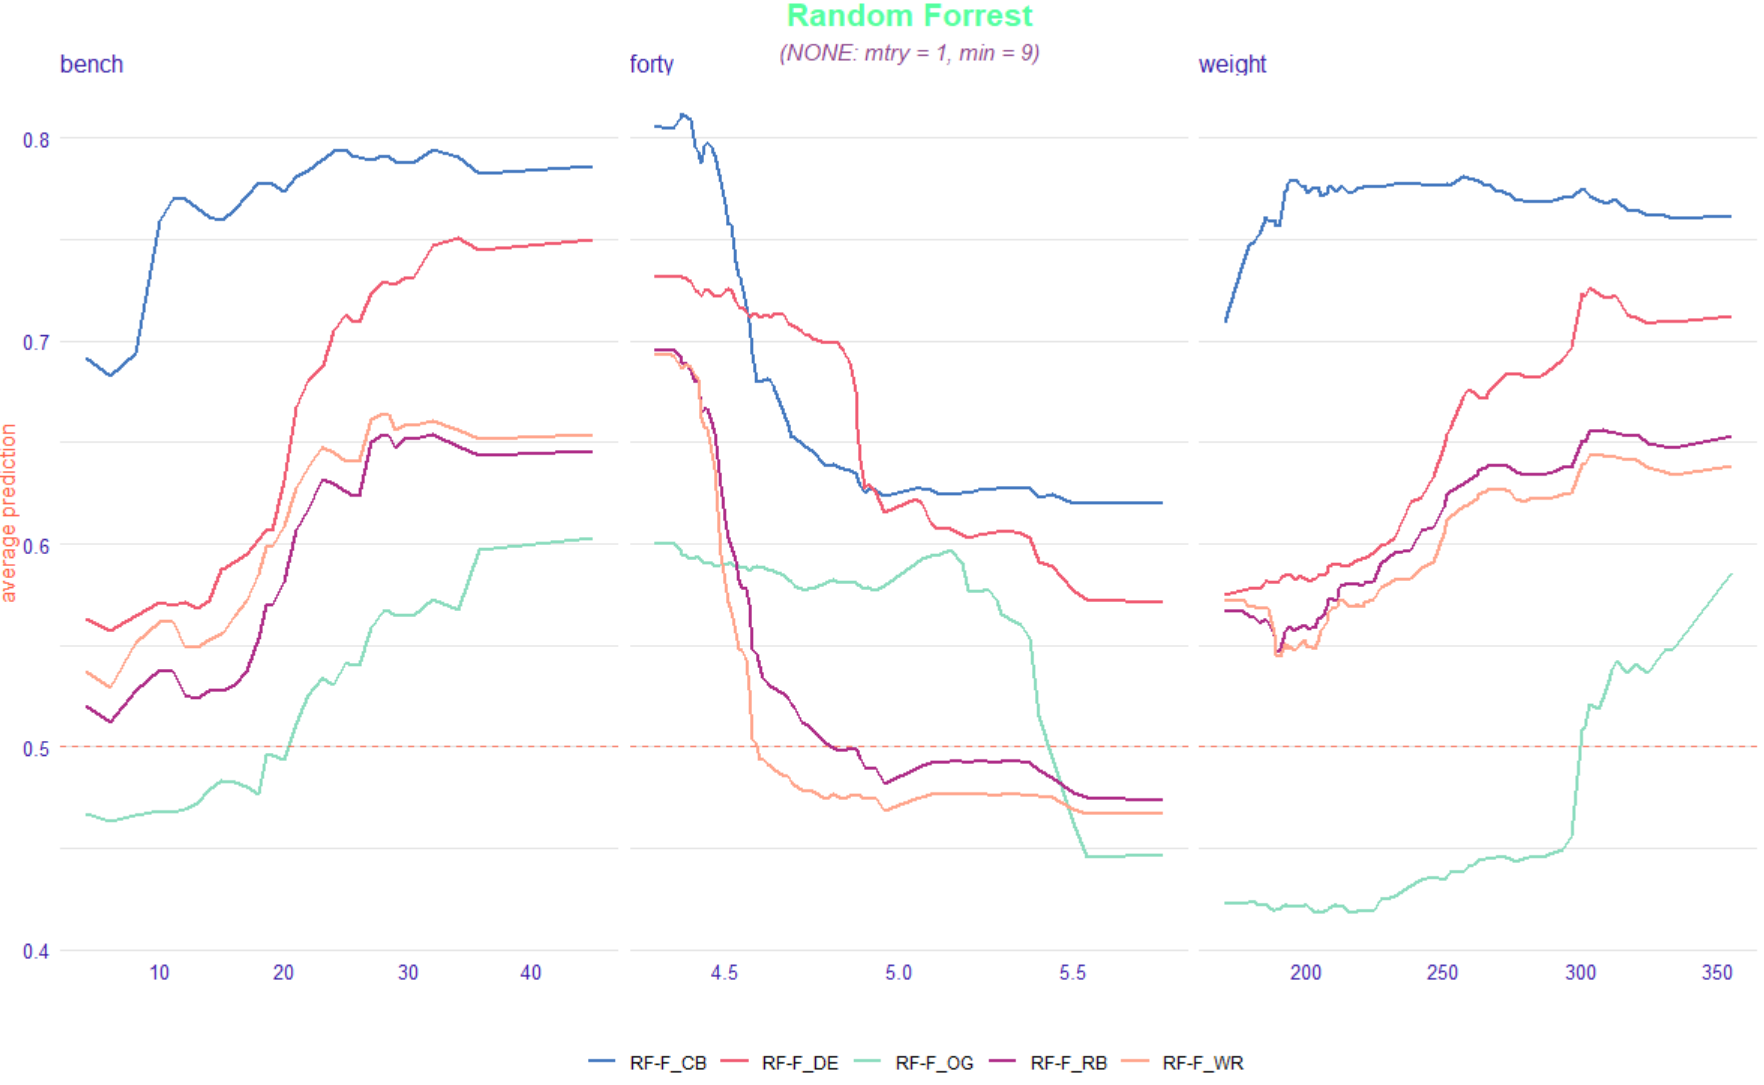 Random Forrest
(NONE: mtry = 1, min = 9)
bench
forty
weight
average prediction
0.8
0.7
0.6
0.5
0.4
10 20 30 40
4.5 5.0 5.5
200 250 300 350
RF-F_CB RF-F_DE RF-F_OG RF-F_RB RF-F_WR